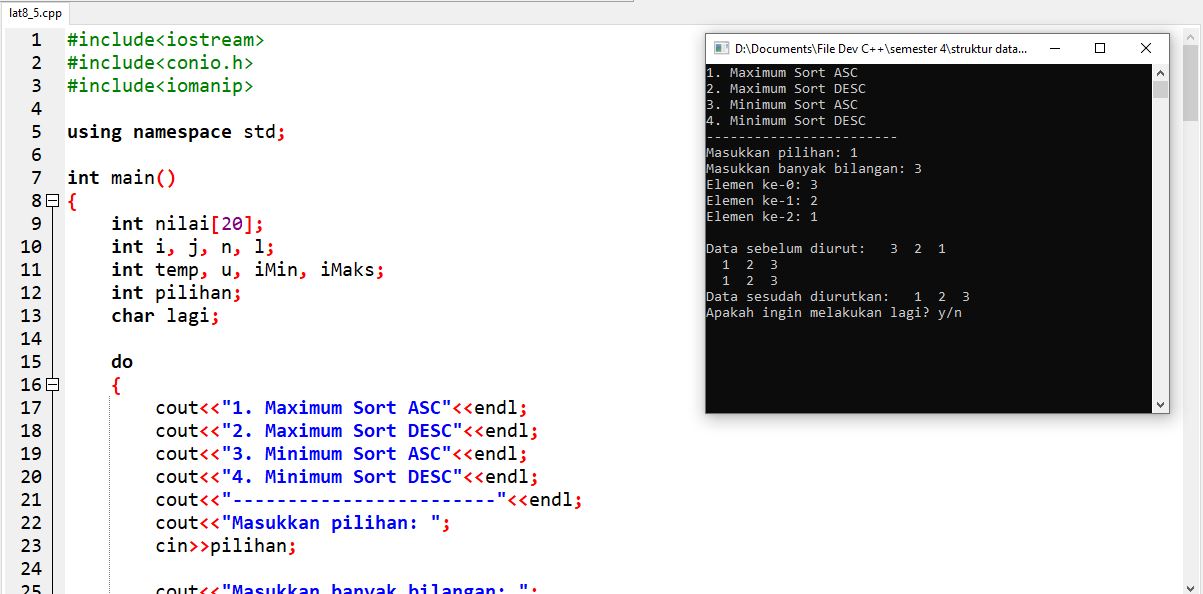 lat8_5.cpp
1 #include<iostream>
2 #include<conio.h>
3 #include<iomanip>
4
5 using namespace std;
6
7 int main()
8 {
9 int nilai[20];
10 int i, j, n, l;
11 int temp, u, iMin, iMaks;
12 int pilihan;
13 char lagi;
14
15 do
16 {
17 cout<<"1. Maximum Sort ASC"<<endl;
18 cout<<"2. Maximum Sort DESC"<<endl;
19 cout<<"3. Minimum Sort ASC"<<endl;
20 cout<<"4. Minimum Sort DESC"<<endl;
21 cout<<"------------------------"<<endl;
22 cout<<"Masukkan pilihan: ";
23 cin>>pilihan;
24
25 cout<<"Masukkan banyak bilangan: ";
D:\Documents\File Dev C++\semester 4\struktur data...
1. Maximum Sort ASC
2. Maximum Sort DESC
3. Minimum Sort ASC
4. Minimum Sort DESC
------------------------
Masukkan pilihan: 1
Masukkan banyak bilangan: 3
Elemen ke-0: 3
Elemen ke-1: 2
Elemen ke-2: 1
Data sebelum diurut:   3  2  1
  1  2  3
  1  2  3
Data sesudah diurutkan:   1  2  3
Apakah ingin melakukan lagi? y/n